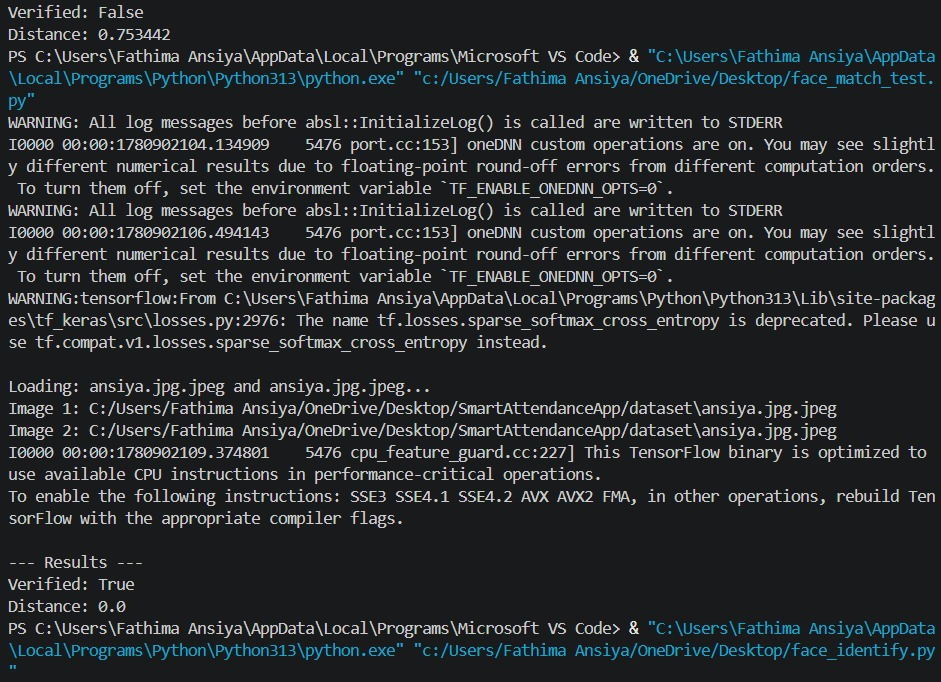 Verified: False
Distance: 0.753442
PS C:\Users\Fathima Ansiya\AppData\Local\Programs\Microsoft VS Code> & "C:\Users\Fathima Ansiya\AppData
\Local\Programs\Python\Python313\python.exe" "c:/Users/Fathima Ansiya/OneDrive/Desktop/face_match_test.
py"
WARNING: All log messages before absl::InitializeLog() is called are written to STDERR
I0000 00:00:1780902104.134909    5476 port.cc:153] oneDNN custom operations are on. You may see slightl
y different numerical results due to floating-point round-off errors from different computation orders.
 To turn them off, set the environment variable `TF_ENABLE_ONEDNN_OPTS=0`.
WARNING: All log messages before absl::InitializeLog() is called are written to STDERR
I0000 00:00:1780902106.494143    5476 port.cc:153] oneDNN custom operations are on. You may see slightl
y different numerical results due to floating-point round-off errors from different computation orders.
 To turn them off, set the environment variable `TF_ENABLE_ONEDNN_OPTS=0`.
WARNING:tensorflow:From C:\Users\Fathima Ansiya\AppData\Local\Programs\Python\Python313\Lib\site-packag
es\tf_keras\src\losses.py:2976: The name tf.losses.sparse_softmax_cross_entropy is deprecated. Please u
se tf.compat.v1.losses.sparse_softmax_cross_entropy instead.

Loading: ansiya.jpg.jpeg and ansiya.jpg.jpeg...
Image 1: C:/Users/Fathima Ansiya/OneDrive/Desktop/SmartAttendanceApp/dataset\ansiya.jpg.jpeg
Image 2: C:/Users/Fathima Ansiya/OneDrive/Desktop/SmartAttendanceApp/dataset\ansiya.jpg.jpeg
I0000 00:00:1780902109.374801    5476 cpu_feature_guard.cc:227] This TensorFlow binary is optimized to
use available CPU instructions in performance-critical operations.
To enable the following instructions: SSE3 SSE4.1 SSE4.2 AVX AVX2 FMA, in other operations, rebuild Ten
sorFlow with the appropriate compiler flags.

--- Results ---
Verified: True
Distance: 0.0
PS C:\Users\Fathima Ansiya\AppData\Local\Programs\Microsoft VS Code> & "C:\Users\Fathima Ansiya\AppData
\Local\Programs\Python\Python313\python.exe" "c:/Users/Fathima Ansiya/OneDrive/Desktop/face_identify.py
"